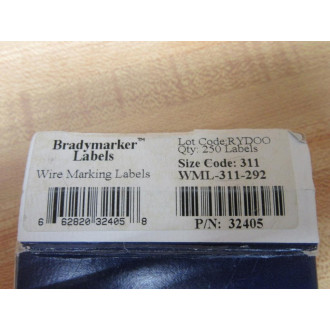 Bradymarker™
Labels
Wire Marking Labels
6 62820 32405 8
Lot Code:RYDOO
Qty: 250 Labels
Size Code: 311
WML-311-292
P/N: 32405